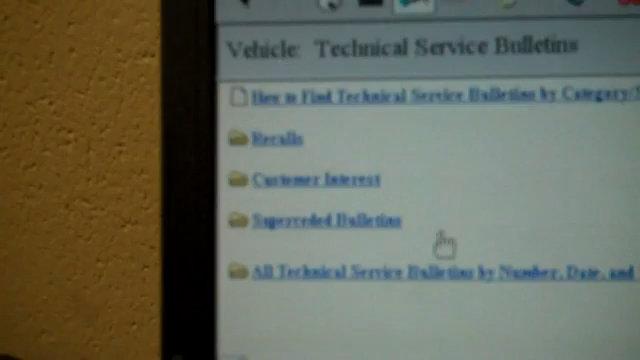 Vehicle: Technical Service Bulletins
How to Find Technical Service Bulletins by Category:
Recalls
Customer Interest
Superceded Bulletins
All Technical Service Bulletins by Number, Date, and